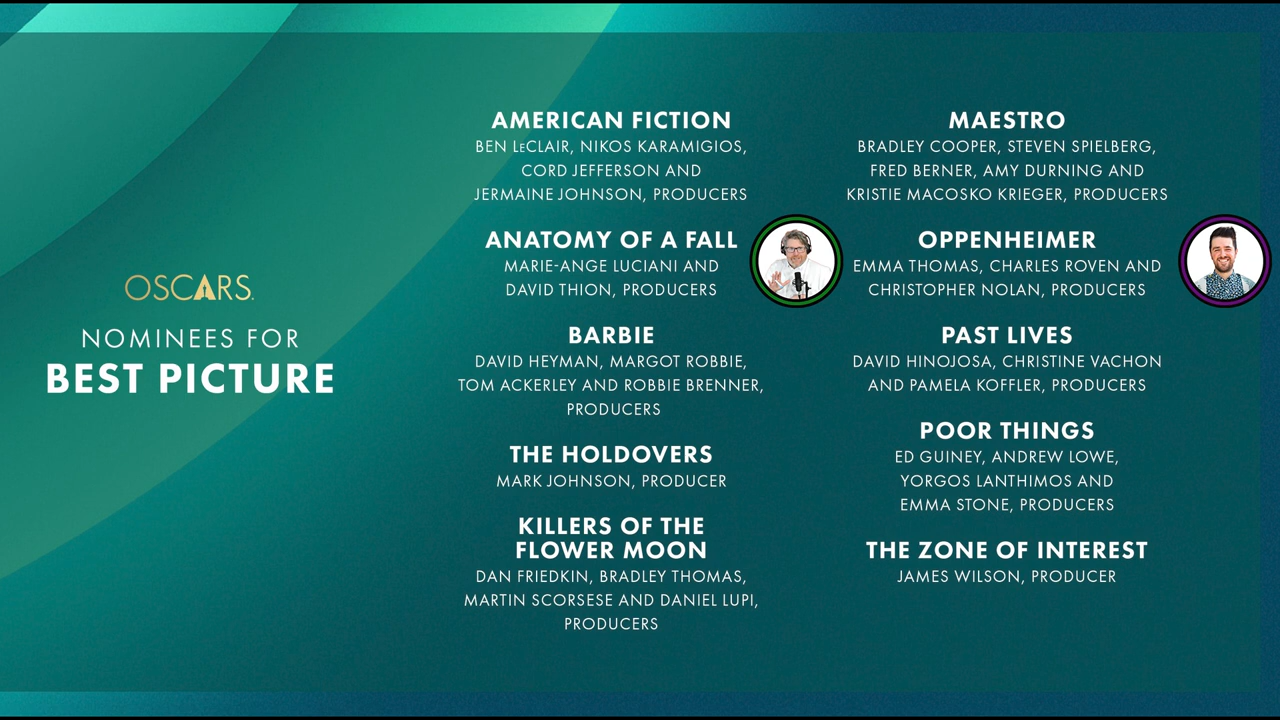 OSCARS.
NOMINEES FOR
BEST PICTURE
AMERICAN FICTION
BEN LeCLAIR, NIKOS KARAMIGIOS,
CORD JEFFERSON AND
JERMAINE JOHNSON, PRODUCERS
ANATOMY OF A FALL
MARIE-ANGE LUCIANI AND
DAVID THION, PRODUCERS
BARBIE
DAVID HEYMAN, MARGOT ROBBIE,
TOM ACKERLEY AND ROBBIE BRENNER,
PRODUCERS
THE HOLDOVERS
MARK JOHNSON, PRODUCER
KILLERS OF THE
FLOWER MOON
DAN FRIEDKIN, BRADLEY THOMAS,
MARTIN SCORSESE AND DANIEL LUPI,
PRODUCERS
MAESTRO
BRADLEY COOPER, STEVEN SPIELBERG,
FRED BERNER, AMY DURNING AND
KRISTIE MACOSKO KRIEGER, PRODUCERS
OPPENHEIMER
EMMA THOMAS, CHARLES ROVEN AND
CHRISTOPHER NOLAN, PRODUCERS
PAST LIVES
DAVID HINOJOSA, CHRISTINE VACHON
AND PAMELA KOFFLER, PRODUCERS
POOR THINGS
ED GUINEY, ANDREW LOWE,
YORGOS LANTHIMOS AND
EMMA STONE, PRODUCERS
THE ZONE OF INTEREST
JAMES WILSON, PRODUCER